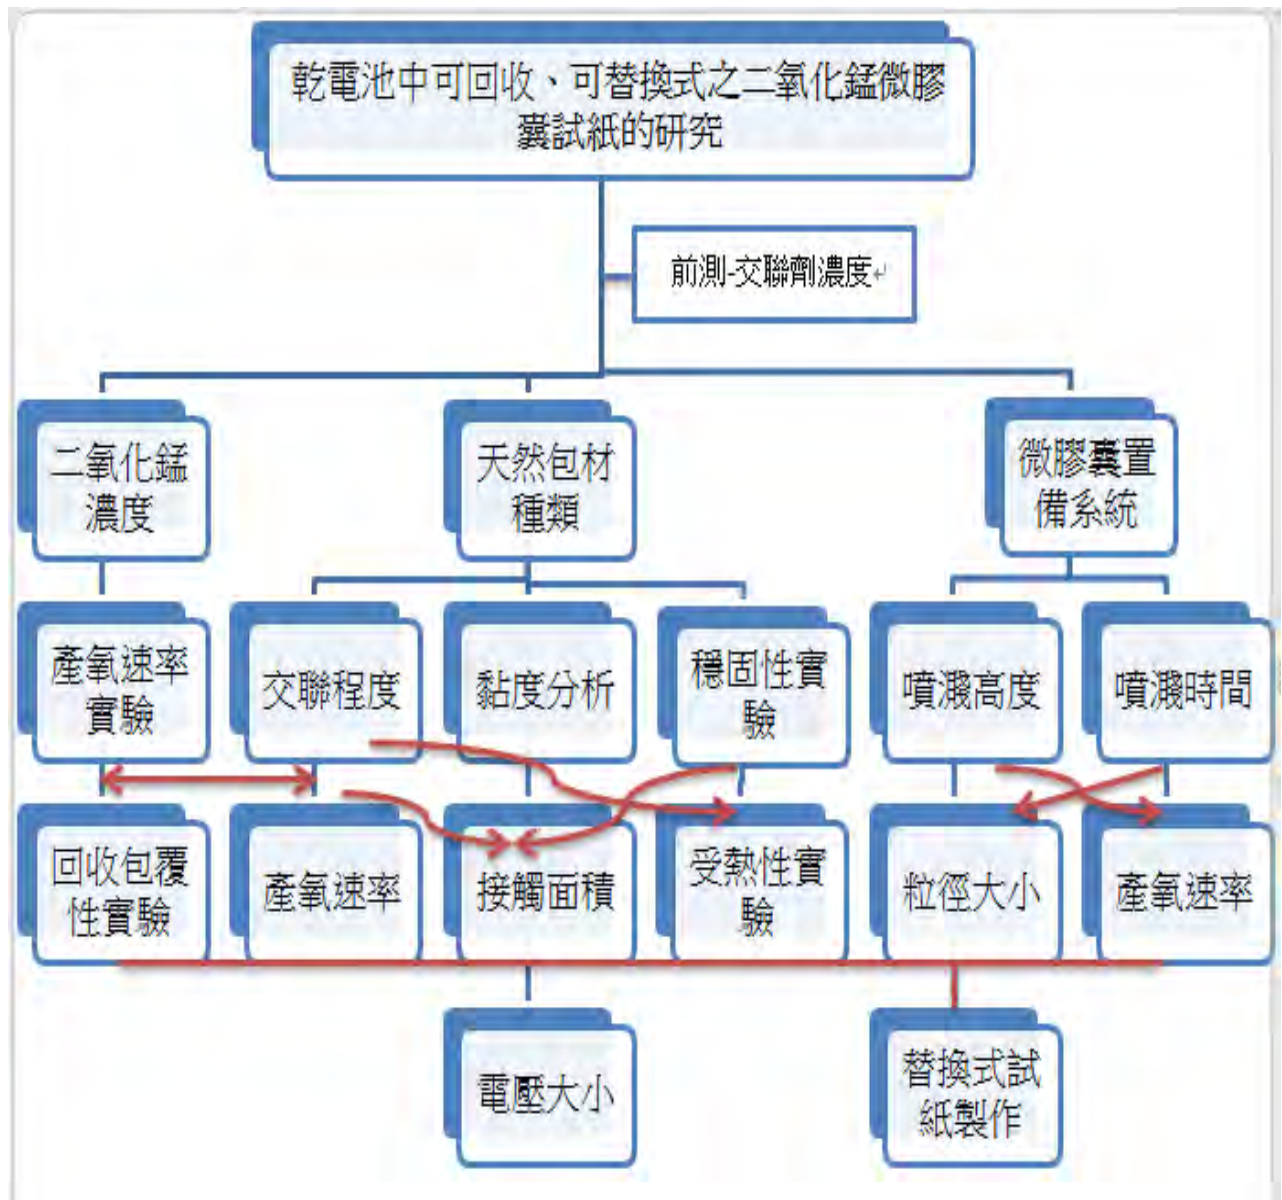 乾電池中可回收、可替換式之二氧化錳微膠
囊試紙的研究
前測-交聯劑濃度↵
二氧化錳
濃度
天然包材
種類
微膠囊置
備系統
產氧速率
實驗
交聯程度
黏度分析
穩固性實
驗
噴濺高度
噴濺時間
回收包覆
性實驗
產氧速率
接觸面積
受熱性實
驗
粒徑大小
產氧速率
電壓大小
替換式試
紙製作